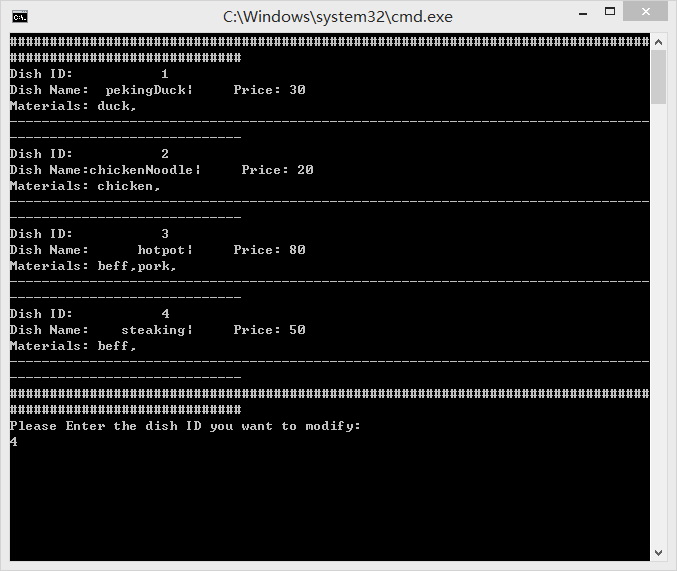 C:\Windows\system32\cmd.exe
################################################################################
#############################
Dish ID:           1
Dish Name:  pekingDuck|     Price: 30
Materials: duck,
--------------------------------------------------------------------------------
-----------------------------
Dish ID:           2
Dish Name:chickenNoodle|     Price: 20
Materials: chicken,
--------------------------------------------------------------------------------
-----------------------------
Dish ID:           3
Dish Name:      hotpot|     Price: 80
Materials: beff,pork,
--------------------------------------------------------------------------------
-----------------------------
Dish ID:           4
Dish Name:    steaking|     Price: 50
Materials: beff,
--------------------------------------------------------------------------------
-----------------------------
################################################################################
#############################
Please Enter the dish ID you want to modify:
4